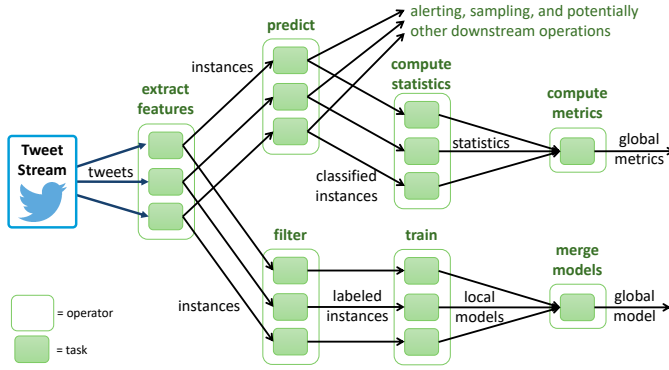 alerting, sampling, and potentially
other downstream operations
predict
instances
extract
features
compute
statistics
compute
metrics
Tweet
Stream
tweets
statistics
global
metrics
classified
instances
filter
train
merge
models
instances
labeled
instances
local
models
global
model
= operator
= task